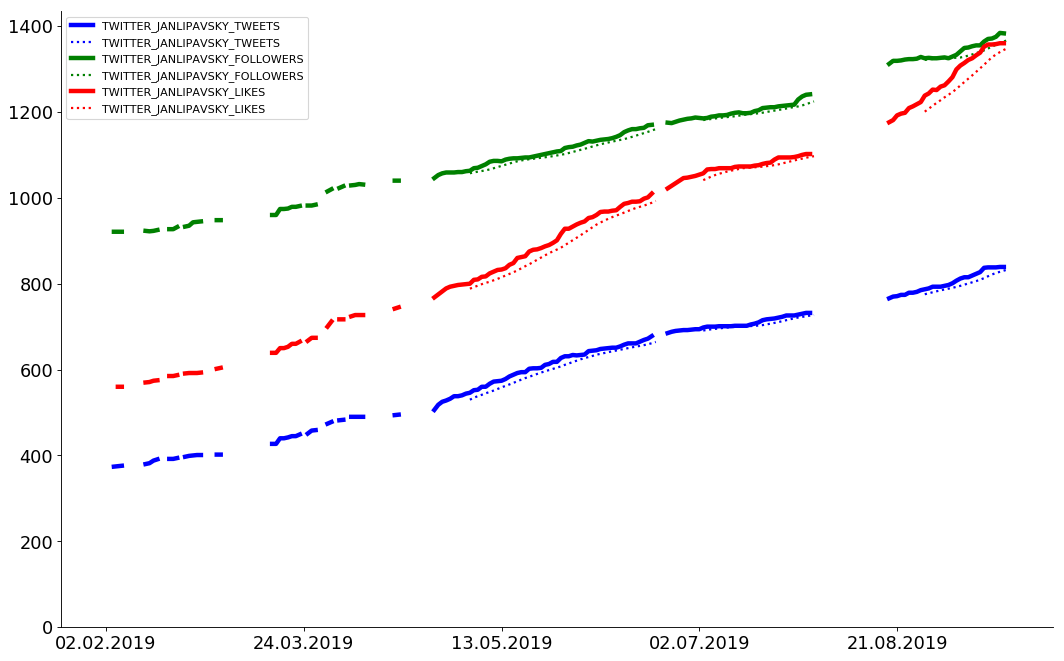 1400
1200
1000
800
600
400
200
0
TWITTER_JANLIPAVSKY_TWEETS
TWITTER_JANLIPAVSKY_TWEETS
TWITTER_JANLIPAVSKY_FOLLOWERS
TWITTER_JANLIPAVSKY_FOLLOWERS
TWITTER_JANLIPAVSKY_LIKES
TWITTER_JANLIPAVSKY_LIKES
02.02.2019
24.03.2019
13.05.2019
02.07.2019
21.08.2019